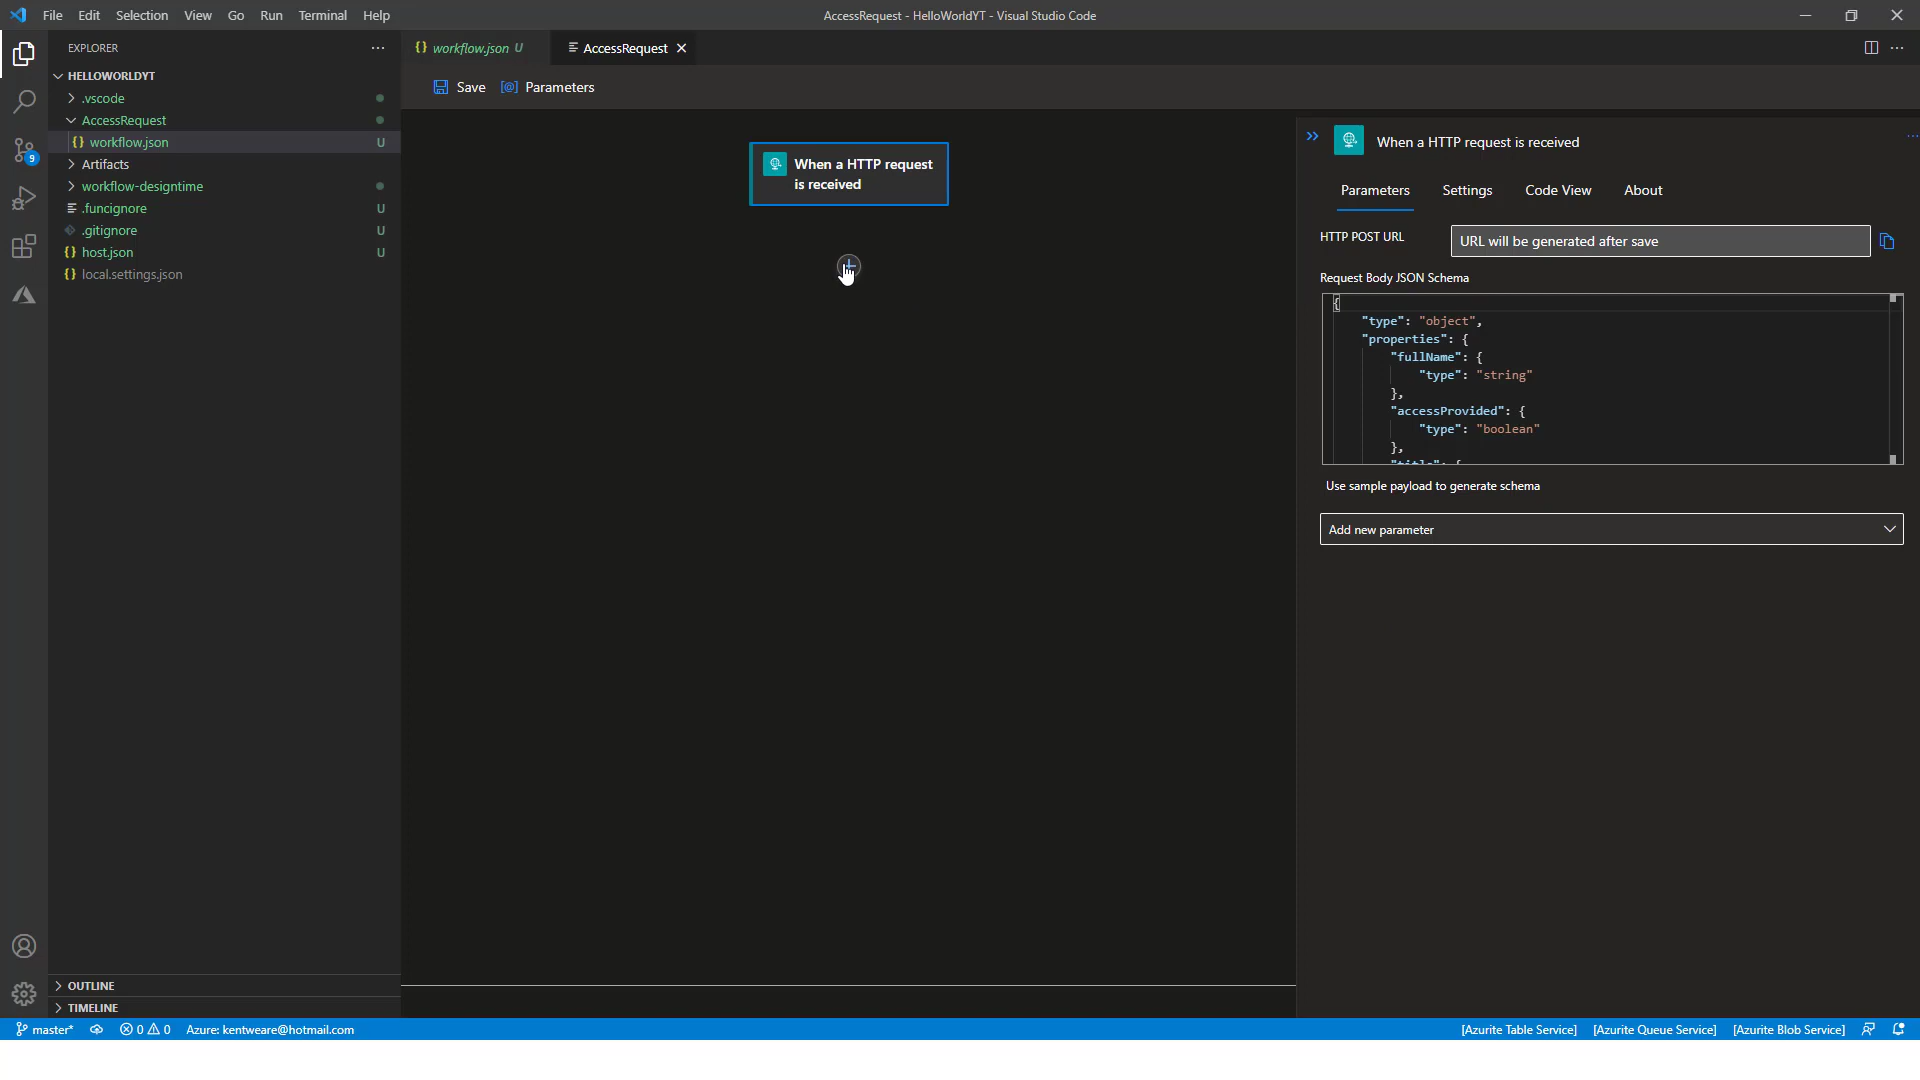 File Edit Selection View Go Run Terminal Help
AccessRequest - HelloWorldYT - Visual Studio Code
EXPLORER
HELLOWORLDYT
.vscode
AccessRequest
{} workflow.json U
Artifacts
workflow-designtime
.funcignore U
.gitignore U
{} host.json U
{} local.settings.json
OUTLINE
TIMELINE
{} workflow.json U
AccessRequest
Save
[@] Parameters
When a HTTP request
is received
When a HTTP request is received
Parameters Settings Code View About
HTTP POST URL
URL will be generated after save
Request Body JSON Schema
{
"type": "object",
"properties": {
"fullName": {
"type": "string"
},
"accessProvided": {
"type": "boolean"
},
"title": {
Use sample payload to generate schema
Add new parameter
9
master* 0 0 Azure: kentweare@hotmail.com
[Azurite Table Service] [Azurite Queue Service] [Azurite Blob Service]